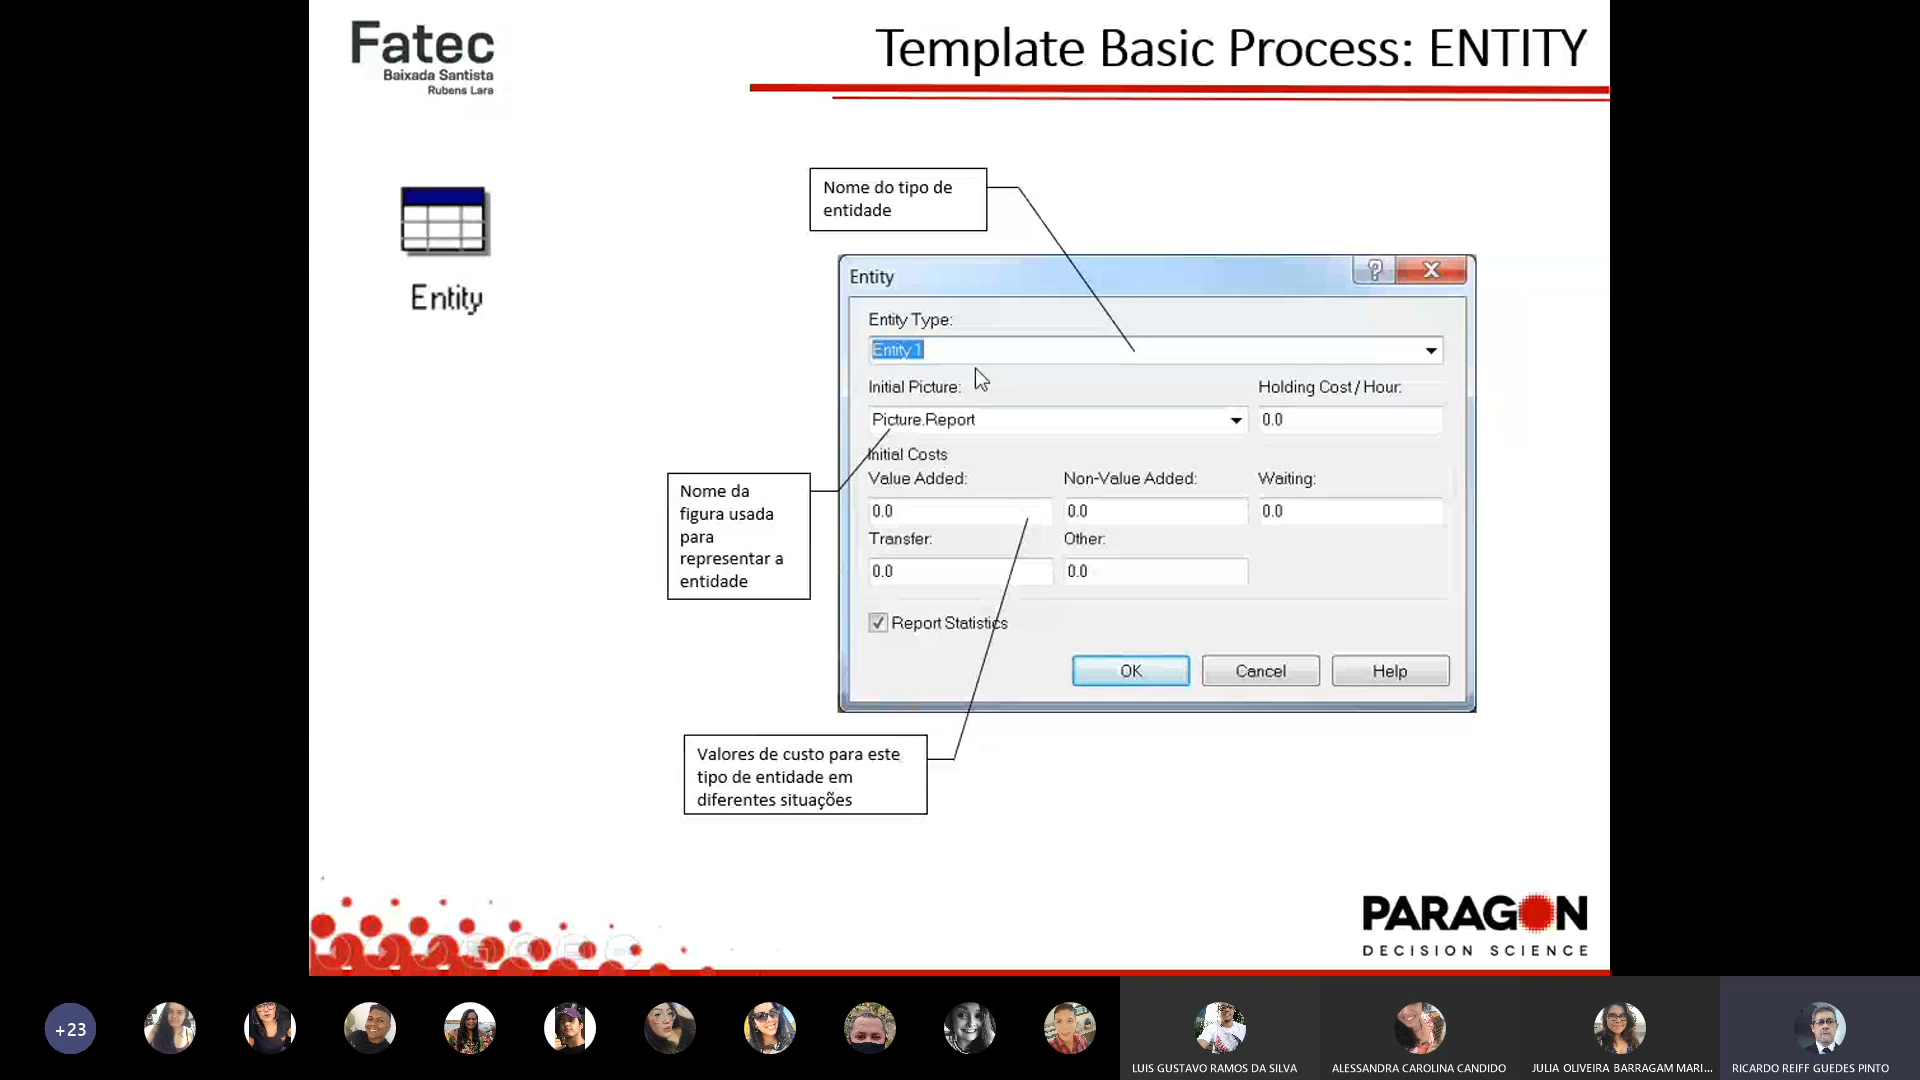 Fatec
Baixada Santista
Rubens Lara
Template Basic Process: ENTITY
Entity
Nome do tipo de
entidade
Entity
?
X
Entity Type:
Entity 1
Initial Picture:
Holding Cost / Hour:
Picture.Report
0.0
Initial Costs
Value Added:
Non-Value Added:
Waiting:
0.0
0.0
0.0
Transfer:
Other:
0.0
0.0
Report Statistics
OK
Cancel
Help
Nome da
figura usada
para
representar a
entidade
Valores de custo para este
tipo de entidade em
diferentes situações
PARAGON
DECISION SCIENCE
+23
LUIS GUSTAVO RAMOS DA SILVA
ALESSANDRA CAROLINA CANDIDO
JULIA OLIVEIRA BARRAGAM MARI...
RICARDO REIFF GUEDES PINTO